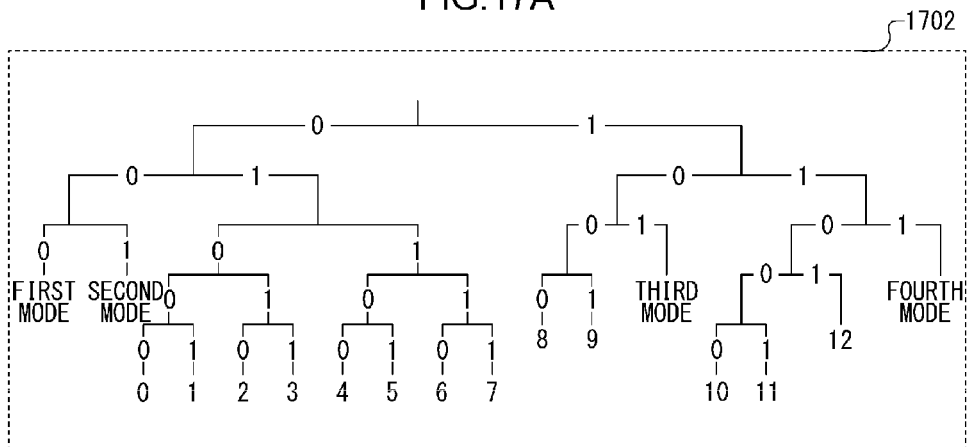 FIG.17A
1702
0 1
0 1 0 1
0 1 0 1
0 1 0 1
FIRST MODE
SECOND MODE
0 1 0 1
0 1
THIRD MODE
0 1
FOURTH MODE
0 1 0 1 0 1 0 1
8 9
0 1
12
0 1 2 3 4 5 6 7
10 11